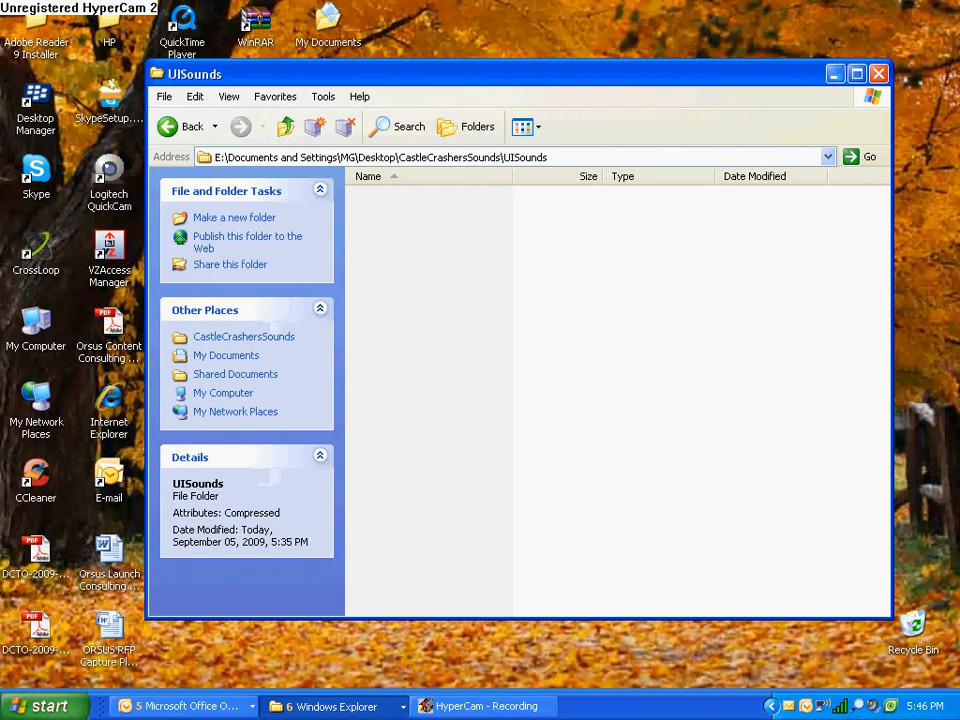 Unregistered HyperCam 2
Adobe Reader
9 Installer
HP
QuickTime
Player
WinRAR
My Documents
Desktop
Manager
SkypeSetup....
Skype
Logitech
QuickCam
CrossLoop
VZAccess
Manager
My Computer
Orsus Content
Consulting ...
My Network
Places
Internet
Explorer
CCleaner
E-mail
DCTO-2009-...
Orsus Launch
Consulting...
DCTO-2009-...
ORSUS RFP
Capture Pl...
UISounds
File Edit View Favorites Tools Help
Back Search Folders
Address E:\Documents and Settings\MG\Desktop\CastleCrashersSounds\UISounds Go
Name Size Type Date Modified
File and Folder Tasks
Make a new folder
Publish this folder to the
Web
Share this folder
Other Places
CastleCrashersSounds
My Documents
Shared Documents
My Computer
My Network Places
Details
UISounds
File Folder
Attributes: Compressed
Date Modified: Today,
September 05, 2009, 5:35 PM
Recycle Bin
start 5 Microsoft Office O... 6 Windows Explorer HyperCam - Recording 5:46 PM